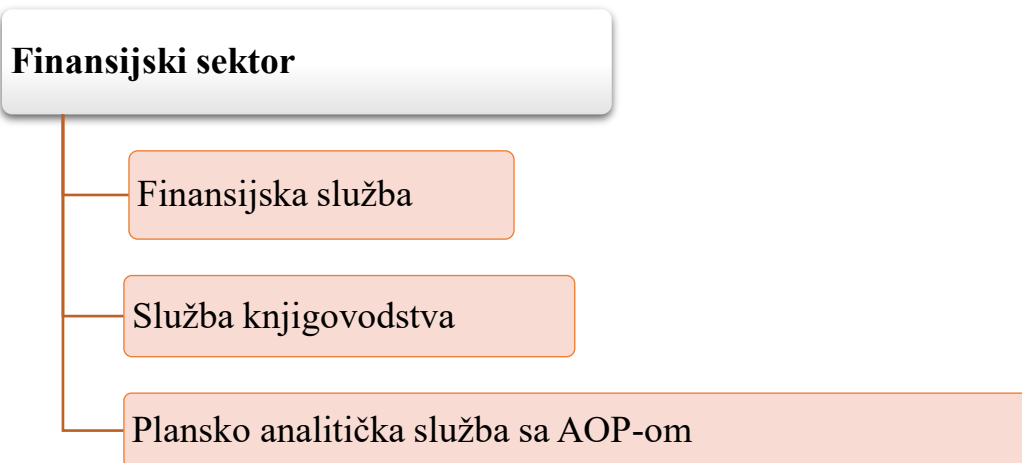 Finansijski sektor
Finansijska služba
Služba knjigovodstva
Plansko analitička služba sa AOP-om